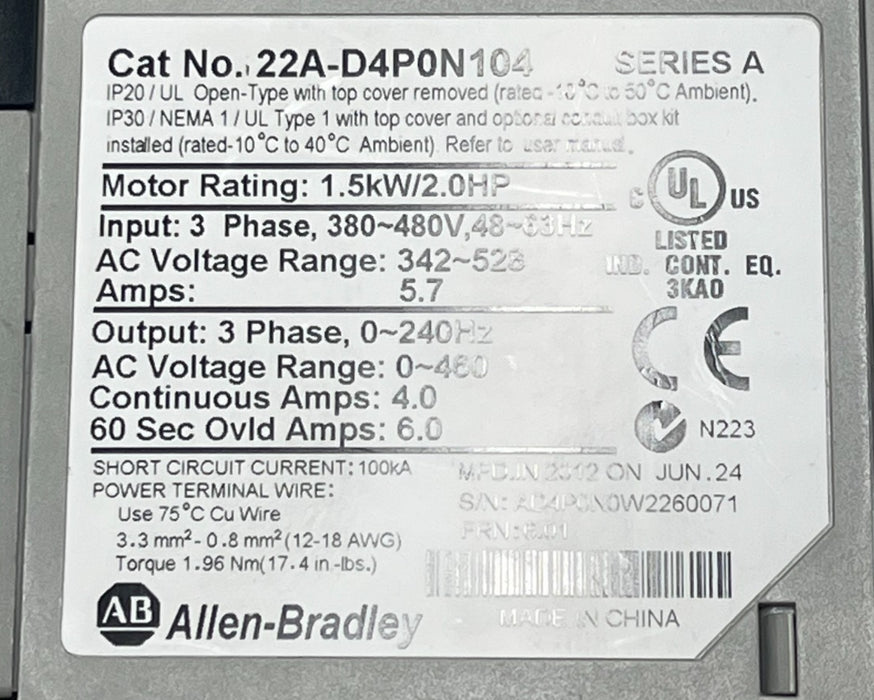 Cat No. 22A-D4P0N104 SERIES A
IP20 / UL Open-Type with top cover removed (rated -10°C to 50°C Ambient).
IP30 / NEMA 1 / UL Type 1 with top cover and optional conduit box kit
installed (rated-10°C to 40°C Ambient). Refer to user manual.
Motor Rating: 1.5kW/2.0HP
Input: 3 Phase, 380~480V,48~63Hz
AC Voltage Range: 342~528
Amps: 5.7
C UL US
LISTED
IND. CONT. EQ.
3KA0
Output: 3 Phase, 0~240Hz
AC Voltage Range: 0~460
Continuous Amps: 4.0
60 Sec Ovld Amps: 6.0
CE
N223
SHORT CIRCUIT CURRENT: 100kA
POWER TERMINAL WIRE:
Use 75°C Cu Wire
3.3 mm²- 0.8 mm² (12-18 AWG)
Torque 1.96 Nm(17.4 in.-lbs.)
MFD.IN 2012 ON JUN.24
S/N: AD4P0N0W2260071
FRN:6.01
AB Allen-Bradley
MADE IN CHINA